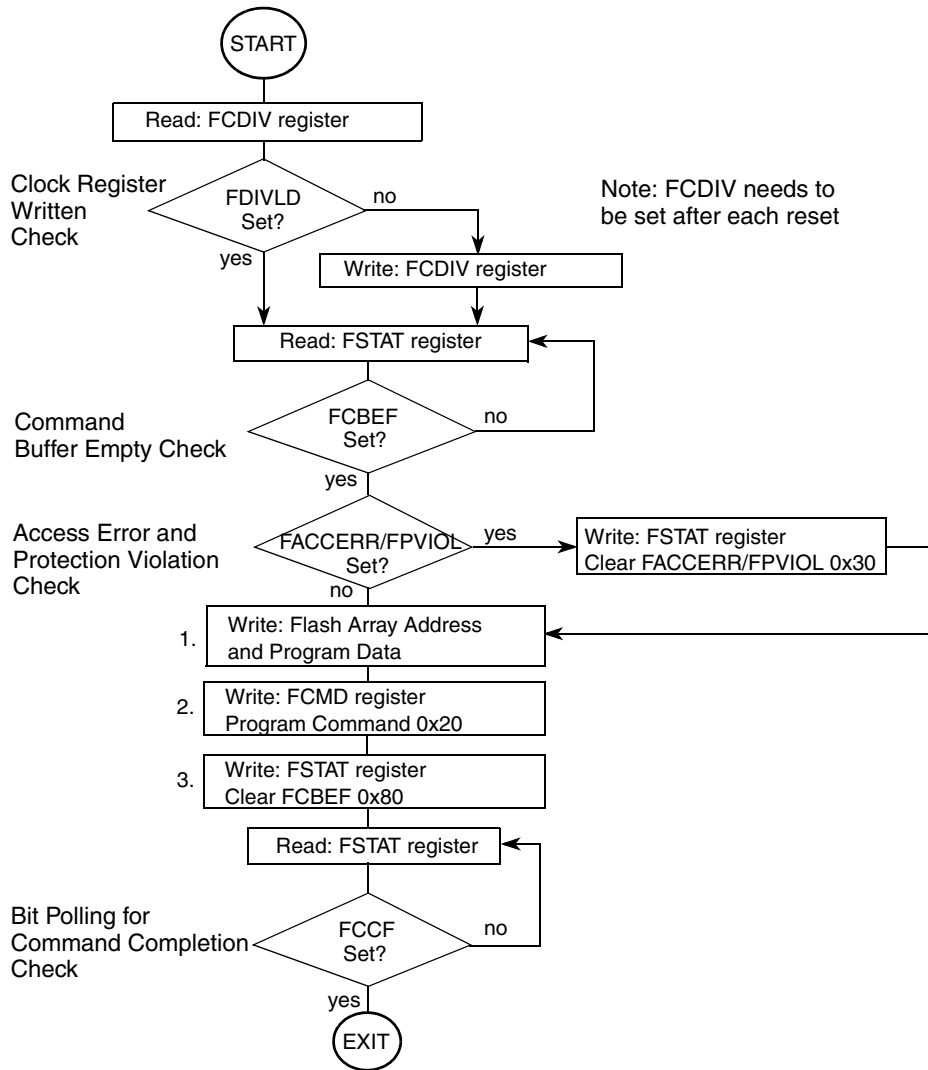 START
Read: FCDIV register
Clock Register
Written
Check
FDIVLD
Set?
no
yes
Note: FCDIV needs to
be set after each reset
Write: FCDIV register
Read: FSTAT register
Command
Buffer Empty Check
FCBEF
Set?
no
yes
Access Error and
Protection Violation
Check
FACCERR/FPVIOL
Set?
yes
no
Write: FSTAT register
Clear FACCERR/FPVIOL 0x30
1.
Write: Flash Array Address
and Program Data
2.
Write: FCMD register
Program Command 0x20
3.
Write: FSTAT register
Clear FCBEF 0x80
Read: FSTAT register
Bit Polling for
Command Completion
Check
FCCF
Set?
no
yes
EXIT